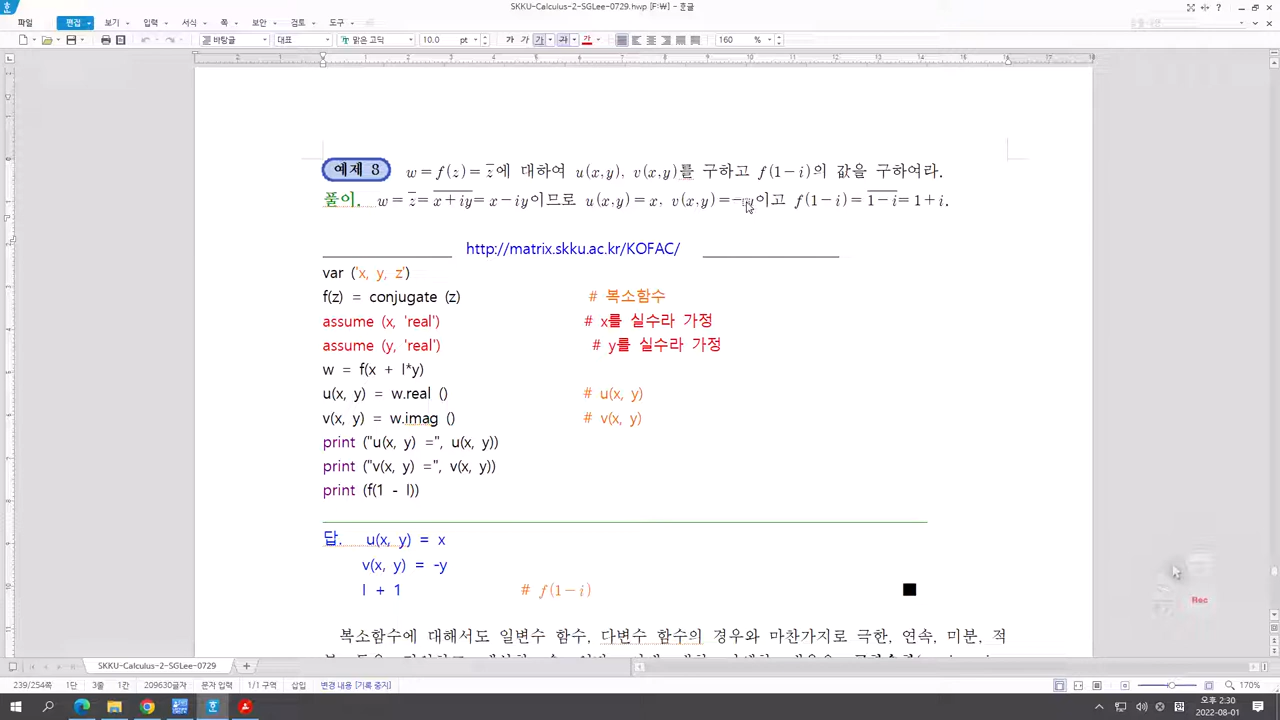 SKKU-Calculus-2-SGLee-0729.hwp [F:₩] - 훈글
파일 편집 보기 입력 서식 쪽 보안 검토 도구
바탕글 대표 맑은 고딕 10.0 pt 가 가 가 가 가 160 %
예제 8 w = f(z) = z̅에 대하여 u(x,y), v(x,y)를 구하고 f(1−i)의 값을 구하여라.
풀이. w = z̅ = x+iy = x−iy이므로 u(x,y) = x, v(x,y) = −y이고 f(1−i) = 1−i = 1+i.
http://matrix.skku.ac.kr/KOFAC/
var ('x, y, z')
f(z) = conjugate (z) # 복소함수
assume (x, 'real') # x를 실수라 가정
assume (y, 'real') # y를 실수라 가정
w = f(x + I*y)
u(x, y) = w.real () # u(x, y)
v(x, y) = w.imag () # v(x, y)
print ("u(x, y) =", u(x, y))
print ("v(x, y) =", v(x, y))
print (f(1 - I))
답. u(x, y) = x
v(x, y) = -y
I + 1 # f(1−i)
Rec
복소함수에 대해서도 일변수 함수, 다변수 함수의 경우와 마찬가지로 극한, 연속, 미분, 적
SKKU-Calculus-2-SGLee-0729
239/254쪽 1단 3줄 1칸 209630글자 문단 나눔 1/1 구역 삽입 변경 내용 [기록 중지] 170%
오후 2:30
2022-08-01